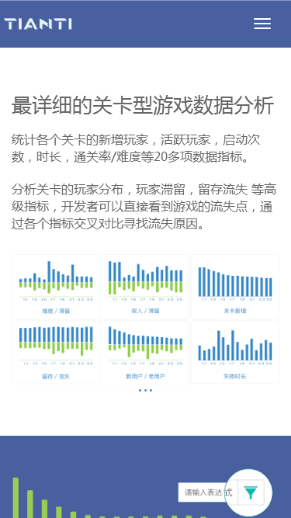 TIANTI
最详细的关卡型游戏数据分析
统计各个关卡的新增玩家，活跃玩家，启动次
数，时长，通关率/难度等20多项数据指标。
分析关卡的玩家分布，玩家滞留，留存流失 等高
级指标，开发者可以直接看到游戏的流失点，通
过各个指标交叉对比寻找流失原因。
难度 / 滞留
收入 / 滞留
关卡新增
留存 / 流失
新用户 / 老用户
失败时长
请输入表达 式